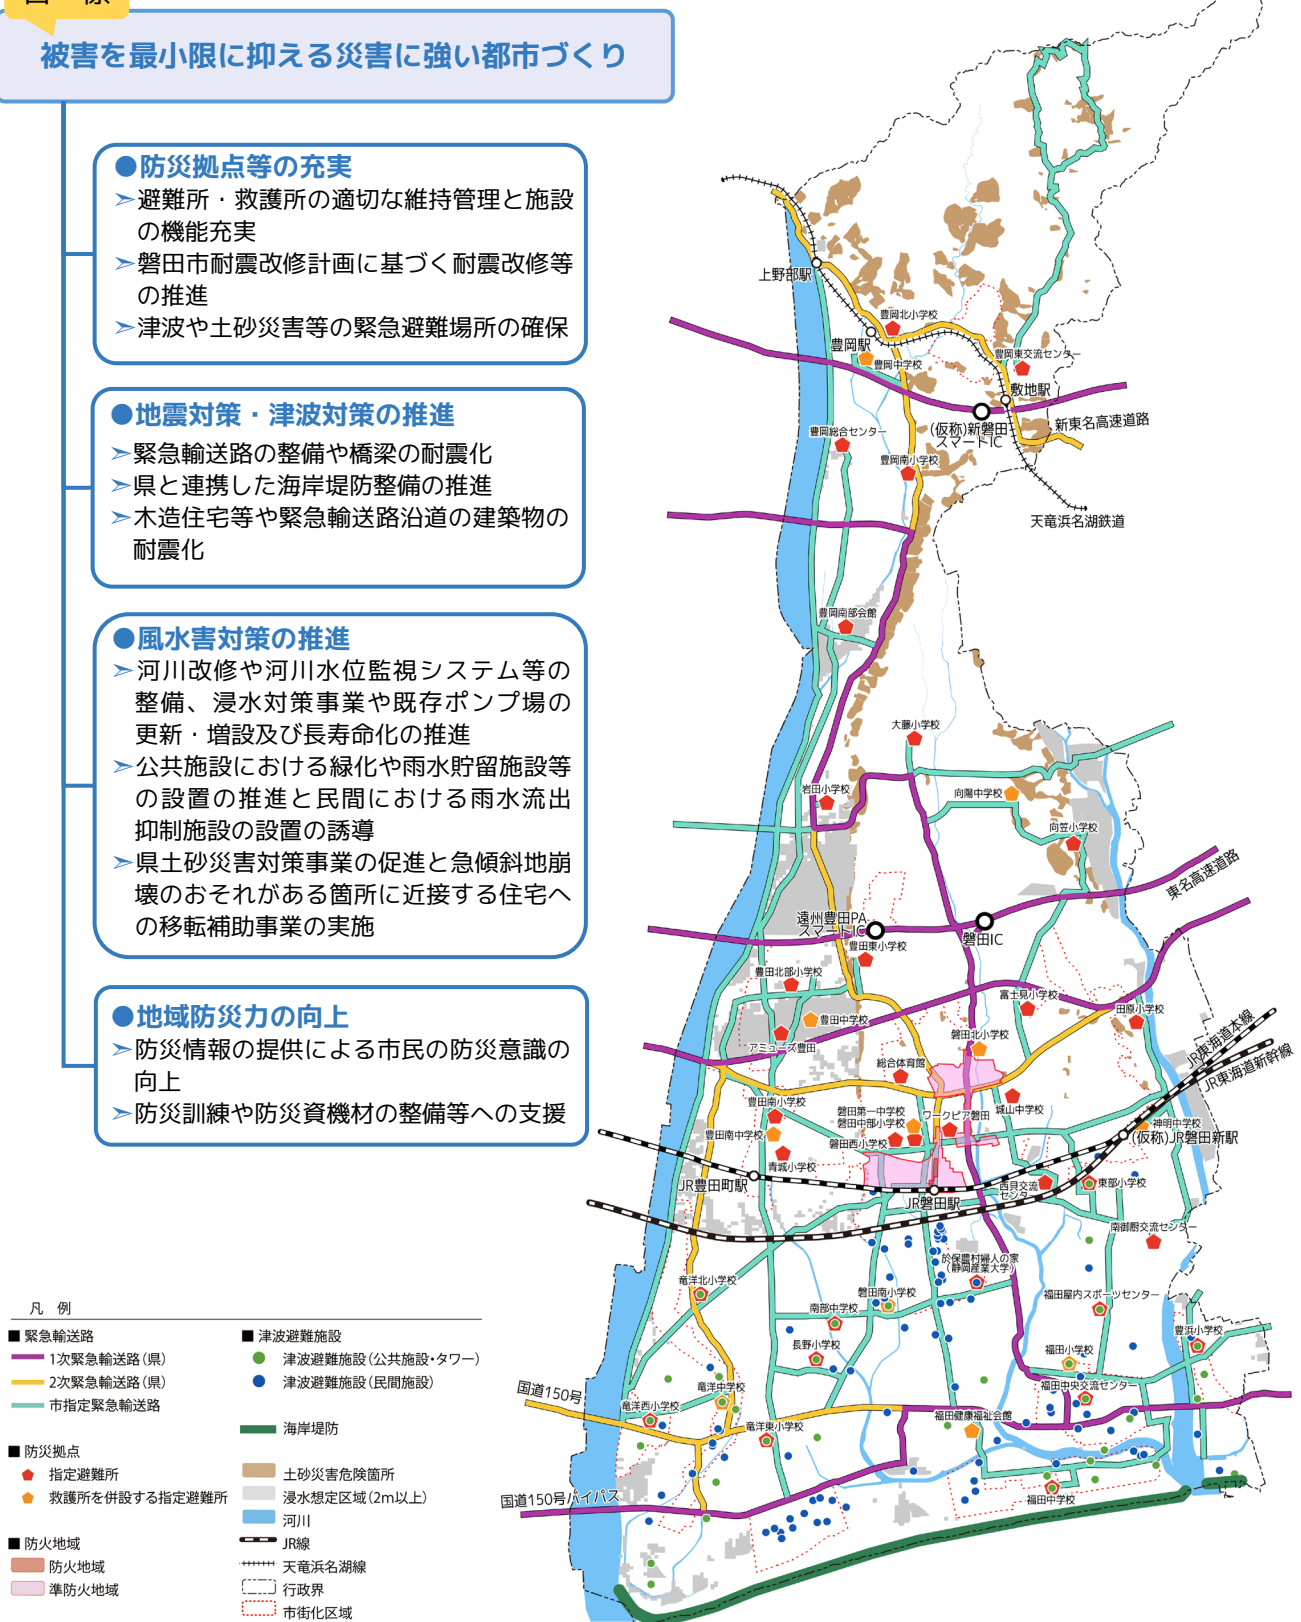 目 標
被害を最小限に抑える災害に強い都市づくり
●防災拠点等の充実
➣避難所・救護所の適切な維持管理と施設
の機能充実
➣磐田市耐震改修計画に基づく耐震改修等
の推進
➣津波や土砂災害等の緊急避難場所の確保
●地震対策・津波対策の推進
➣緊急輸送路の整備や橋梁の耐震化
➣県と連携した海岸堤防整備の推進
➣木造住宅等や緊急輸送路沿道の建築物の
耐震化
●風水害対策の推進
➣河川改修や河川水位監視システム等の
整備、浸水対策事業や既存ポンプ場の
更新・増設及び長寿命化の推進
➣公共施設における緑化や雨水貯留施設等
の設置の推進と民間における雨水流出
抑制施設の設置の誘導
➣県土砂災害対策事業の促進と急傾斜地崩
壊のおそれがある箇所に近接する住宅へ
の移転補助事業の実施
●地域防災力の向上
➣防災情報の提供による市民の防災意識の
向上
➣防災訓練や防災資機材の整備等への支援
上野部駅
豊岡北小学校
豊岡駅
豊岡中学校
豊岡東交流センター
敷地駅
(仮称)新磐田
スマートIC
新東名高速道路
豊岡総合センター
豊岡南小学校
天竜浜名湖鉄道
豊岡南部会館
大藤小学校
岩田小学校
向陽中学校
向笠小学校
東名高速道路
遠州豊田PA
スマートIC
磐田IC
豊田東小学校
豊田北部小学校
富士見小学校
田原小学校
豊田中学校
アミューズ豊田
磐田北小学校
JR東海道本線
JR東海道新幹線
総合体育館
豊田南小学校
磐田第一中学校
磐田中部小学校
ワークピア磐田
城山中学校
豊田南中学校
磐田西小学校
神明中学校
(仮称)JR磐田新駅
青城小学校
JR豊田町駅
JR磐田駅
西貝交流
センター
東部小学校
南御厨交流センター
於保農村婦人の家
(静岡産業大学)
竜洋北小学校
磐田南小学校
南部中学校
福田屋内スポーツセンター
豊浜小学校
長野小学校
福田小学校
国道150号
竜洋中学校
福田中央交流センター
竜洋西小学校
竜洋東小学校
福田健康福祉会館
国道150号バイパス
福田中学校
凡 例
■ 緊急輸送路
1次緊急輸送路(県)
2次緊急輸送路(県)
市指定緊急輸送路
■ 防災拠点
指定避難所
救護所を併設する指定避難所
■ 防火地域
防火地域
準防火地域
■ 津波避難施設
津波避難施設(公共施設・タワー)
津波避難施設(民間施設)
海岸堤防
土砂災害危険箇所
浸水想定区域(2m以上)
河川
JR線
天竜浜名湖線
行政界
市街化区域